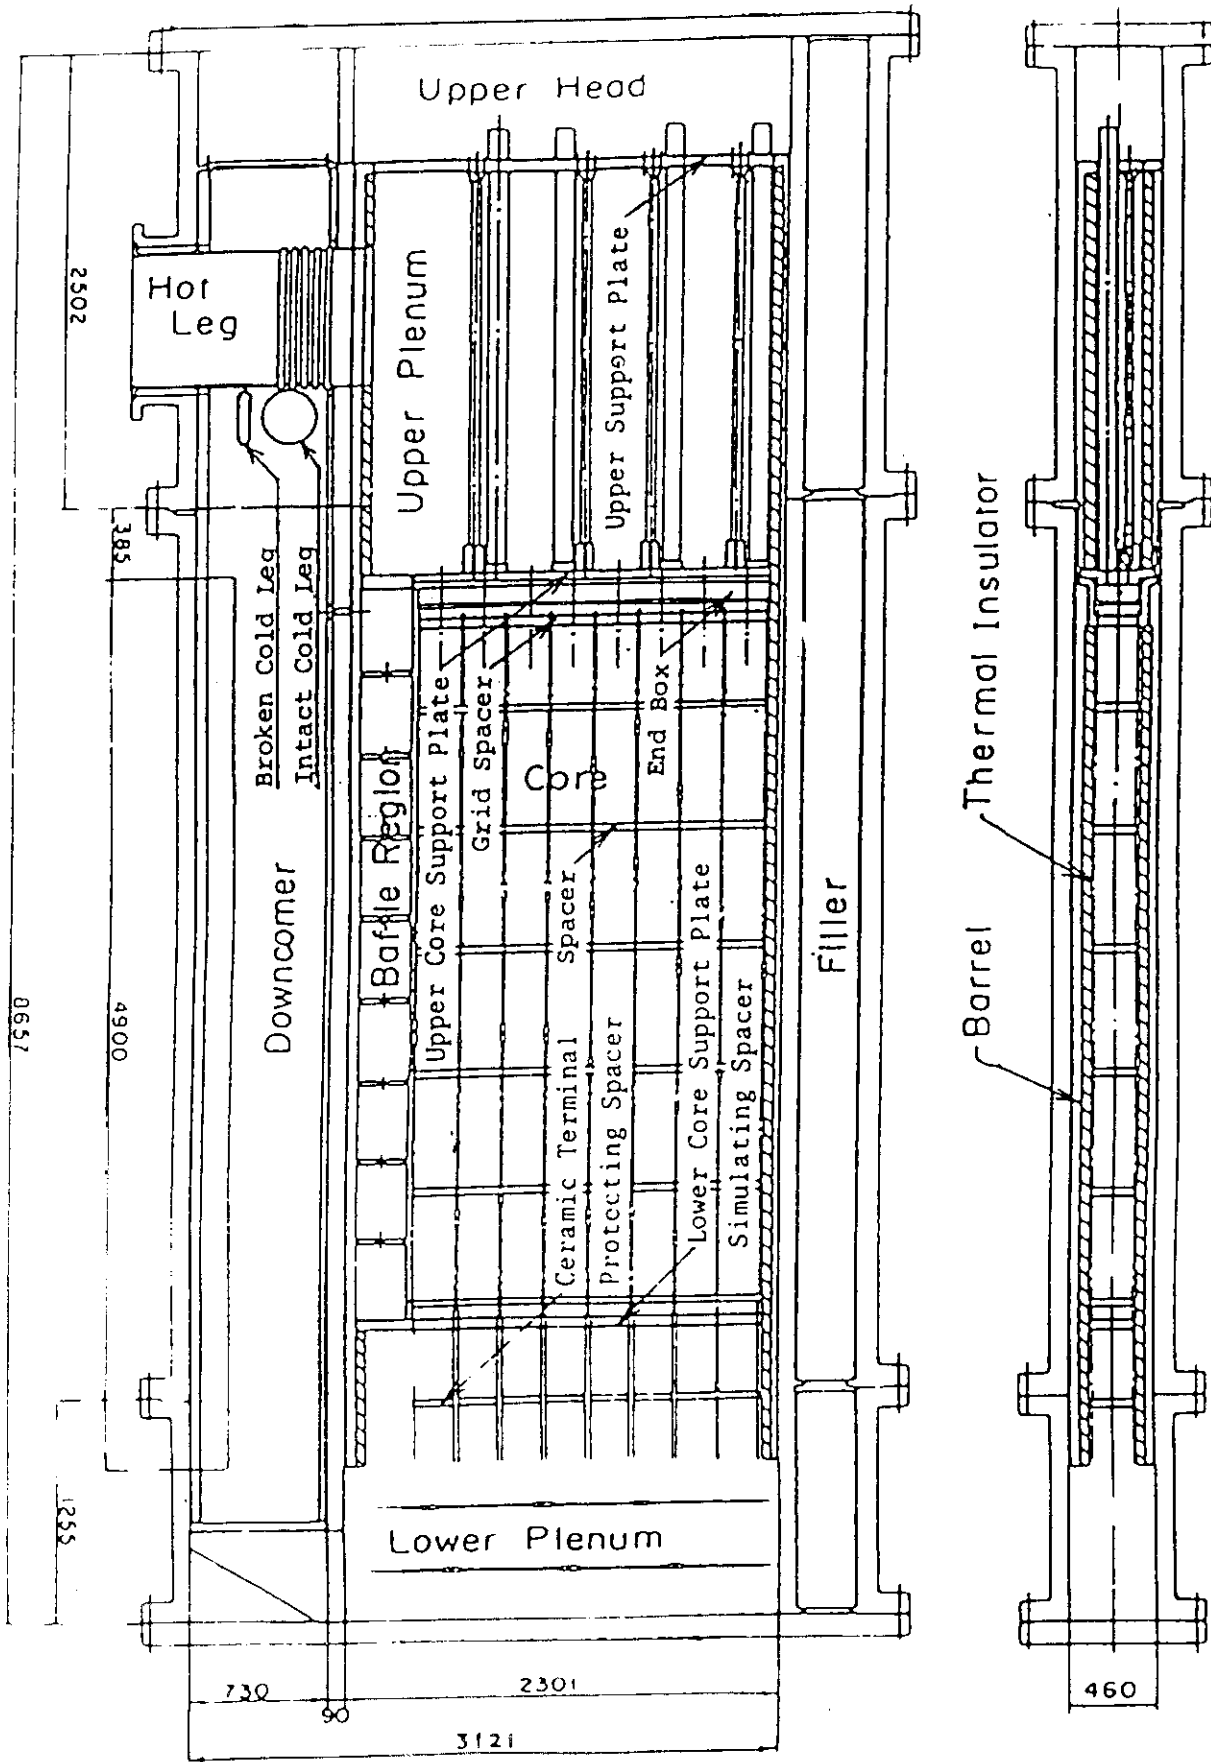 Upper Head
Hot
Leg
Upper Plenum
Upper Support Plate
2502
385
Broken Cold Leg
Intact Cold Leg
Upper Core Support Plate
Grid Spacer
End Box
Core
Baffle Region
Spacer
Downcomer
Ceramic Terminal
Protecting Spacer
Lower Core Support Plate
Simulating Spacer
Filler
Thermal Insulator
Barrel
8657
4900
1255
Lower Plenum
730
2301
90
3121
460